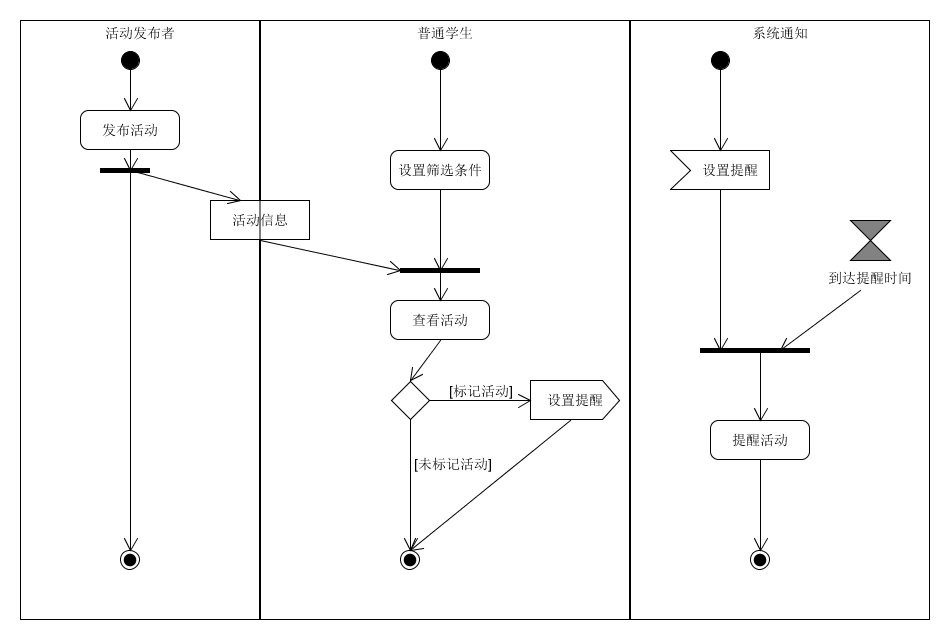 活动发布者
普通学生
系统通知
发布活动
设置筛选条件
设置提醒
活动信息
到达提醒时间
查看活动
[标记活动]
设置提醒
提醒活动
[未标记活动]